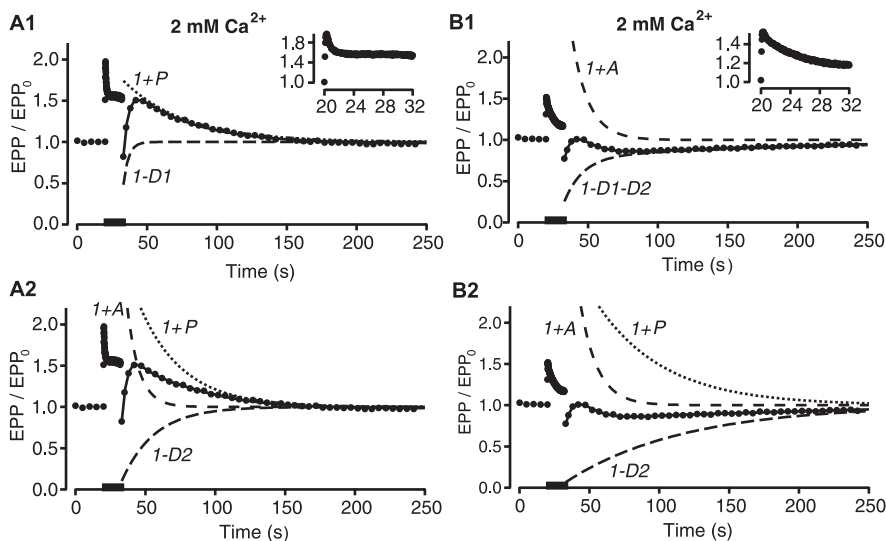 A1
2 mM Ca2+
EPP / EPP0
2.0
1.5
1.0
0.5
0.0
1+P
1-D1
1.8
1.4
1.0
20 24 28 32
0 50 100 150 200 250
Time (s)
B1
2 mM Ca2+
EPP / EPP0
2.0
1.5
1.0
0.5
0.0
1+A
1-D1-D2
1.4
1.2
1.0
20 24 28 32
0 50 100 150 200 250
Time (s)
A2
EPP / EPP0
2.0
1.5
1.0
0.5
0.0
1+A
1+P
1-D2
0 50 100 150 200 250
Time (s)
B2
EPP / EPP0
2.0
1.5
1.0
0.5
0.0
1+A
1+P
1-D2
0 50 100 150 200 250
Time (s)